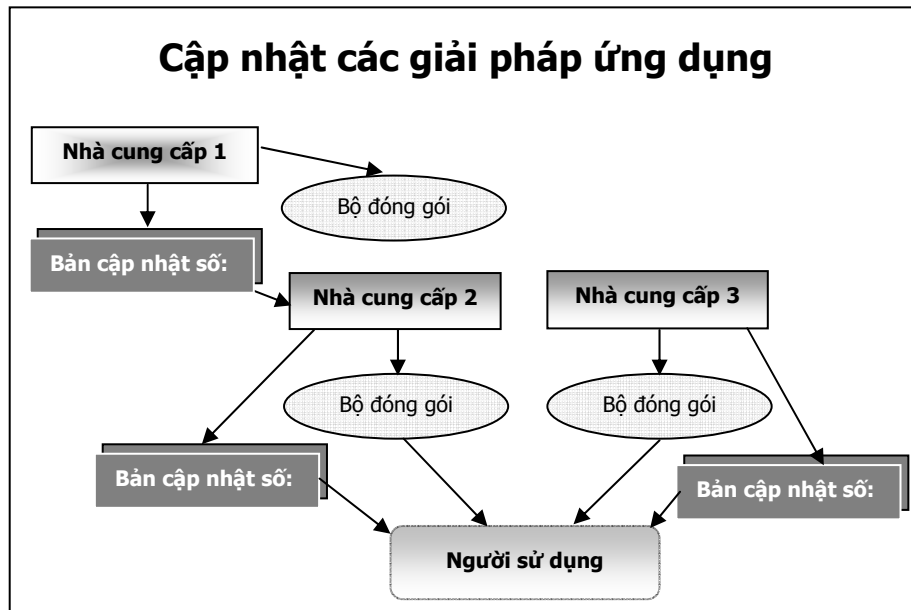 Cập nhật các giải pháp ứng dụng
Nhà cung cấp 1
Bộ đóng gói
Bản cập nhật số:
Nhà cung cấp 2
Nhà cung cấp 3
Bộ đóng gói
Bộ đóng gói
Bản cập nhật số:
Bản cập nhật số:
Người sử dụng